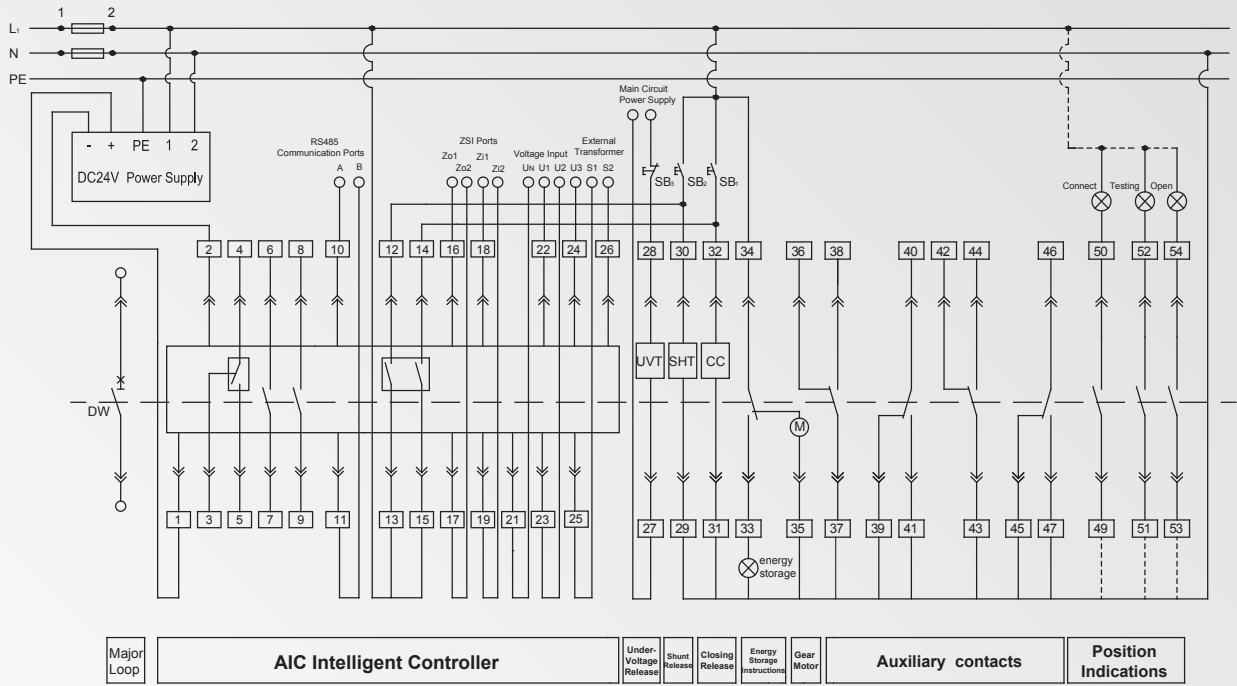 1 2
L₁
N
PE
- + PE 1 2
DC24V Power Supply
RS485
Communication Ports
A B
ZSI Ports
Zo1 Zi1
Zo2 Zi2
Voltage Input
UN U1 U2 U3 S1 S2
External
Transformer
Main Circuit
Power Supply
SB₃ SB₂ SB₁
Connect Testing Open
2 4 6 8 10 12 14 16 18 22 24 26 28 30 32 34 36 38 40 42 44 46 50 52 54
UVT SHT CC
DW
M
1 3 5 7 9 11 13 15 17 19 21 23 25 27 29 31 33 35 37 39 41 43 45 47 49 51 53
energy
storage
Major
Loop
AIC Intelligent Controller
Under-
Voltage
Release
Shunt
Release
Closing
Release
Energy
Storage
Instructions
Gear
Motor
Auxiliary contacts
Position
Indications